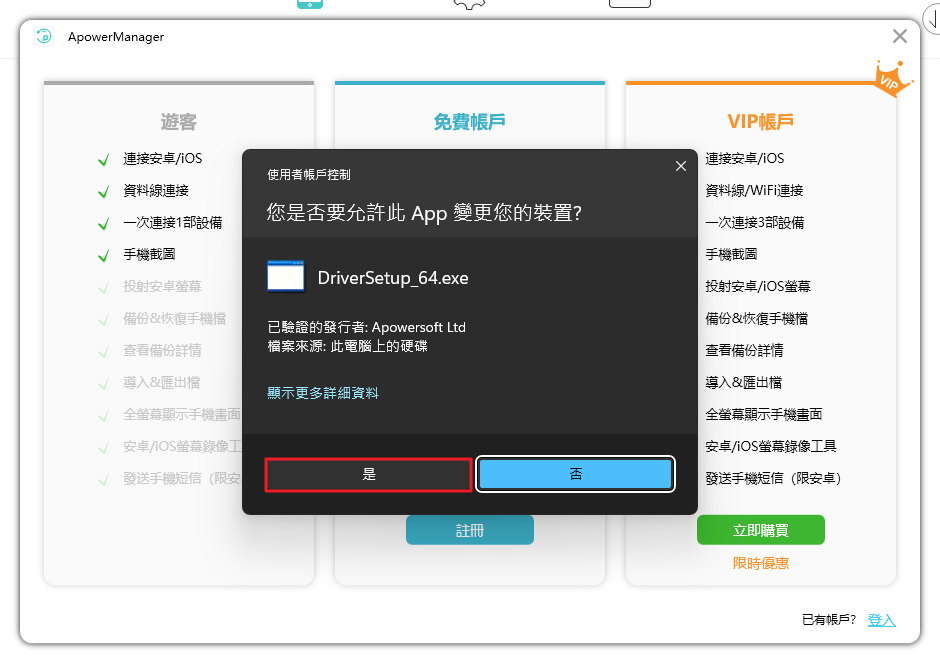 ApowerManager
VIP
遊客
連接安卓/iOS
資料線連接
一次連接1部設備
手機截圖
投射安卓螢幕
備份&恢復手機檔
查看備份詳情
導入&匯出檔
全螢幕顯示手機畫面
安卓/iOS螢幕錄像工
發送手機短信（限安
免費帳戶
註冊
使用者帳戶控制
您是否要允許此 App 變更您的裝置?
DriverSetup_64.exe
已驗證的發行者: Apowersoft Ltd
檔案來源: 此電腦上的硬碟
顯示更多詳細資料
是
否
VIP帳戶
連接安卓/iOS
資料線/WiFi連接
一次連接3部設備
手機截圖
投射安卓/iOS螢幕
備份&恢復手機檔
查看備份詳情
導入&匯出檔
全螢幕顯示手機畫面
安卓/iOS螢幕錄像工具
發送手機短信（限安卓）
立即購買
限時優惠
已有帳戶? 登入